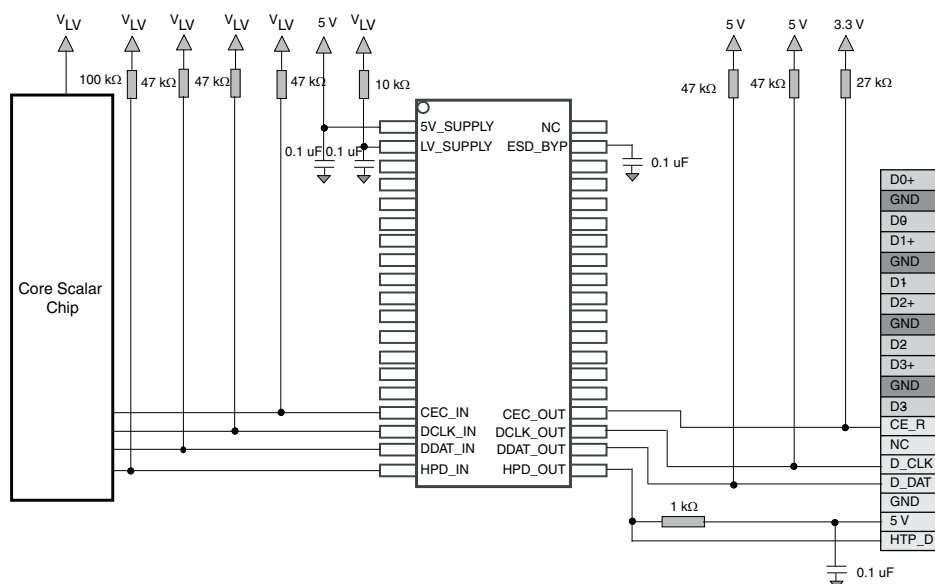 VLV VLV VLV VLV VLV 5 V VLV 5 V 5 V 3.3 V
100 kΩ 47 kΩ 47 kΩ 47 kΩ 10 kΩ 47 kΩ 47 kΩ 27 kΩ
5V_SUPPLY NC
LV_SUPPLY ESD_BYP
0.1 uF 0.1 uF 0.1 uF
Core Scalar
Chip
CEC_IN CEC_OUT
DCLK_IN DCLK_OUT
DDAT_IN DDAT_OUT
HPD_IN HPD_OUT
D0+
GND
D0-
D1+
GND
D1-
D2+
GND
D2
D3+
GND
D3-
CE_R
NC
D_CLK
D_DAT
GND
1 kΩ 5 V
HTP_D
0.1 uF